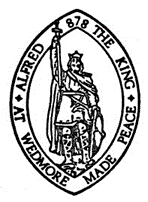 AT ✦ ALFRED 878 THE KING ✦ MADE PEACE
WEDMORE